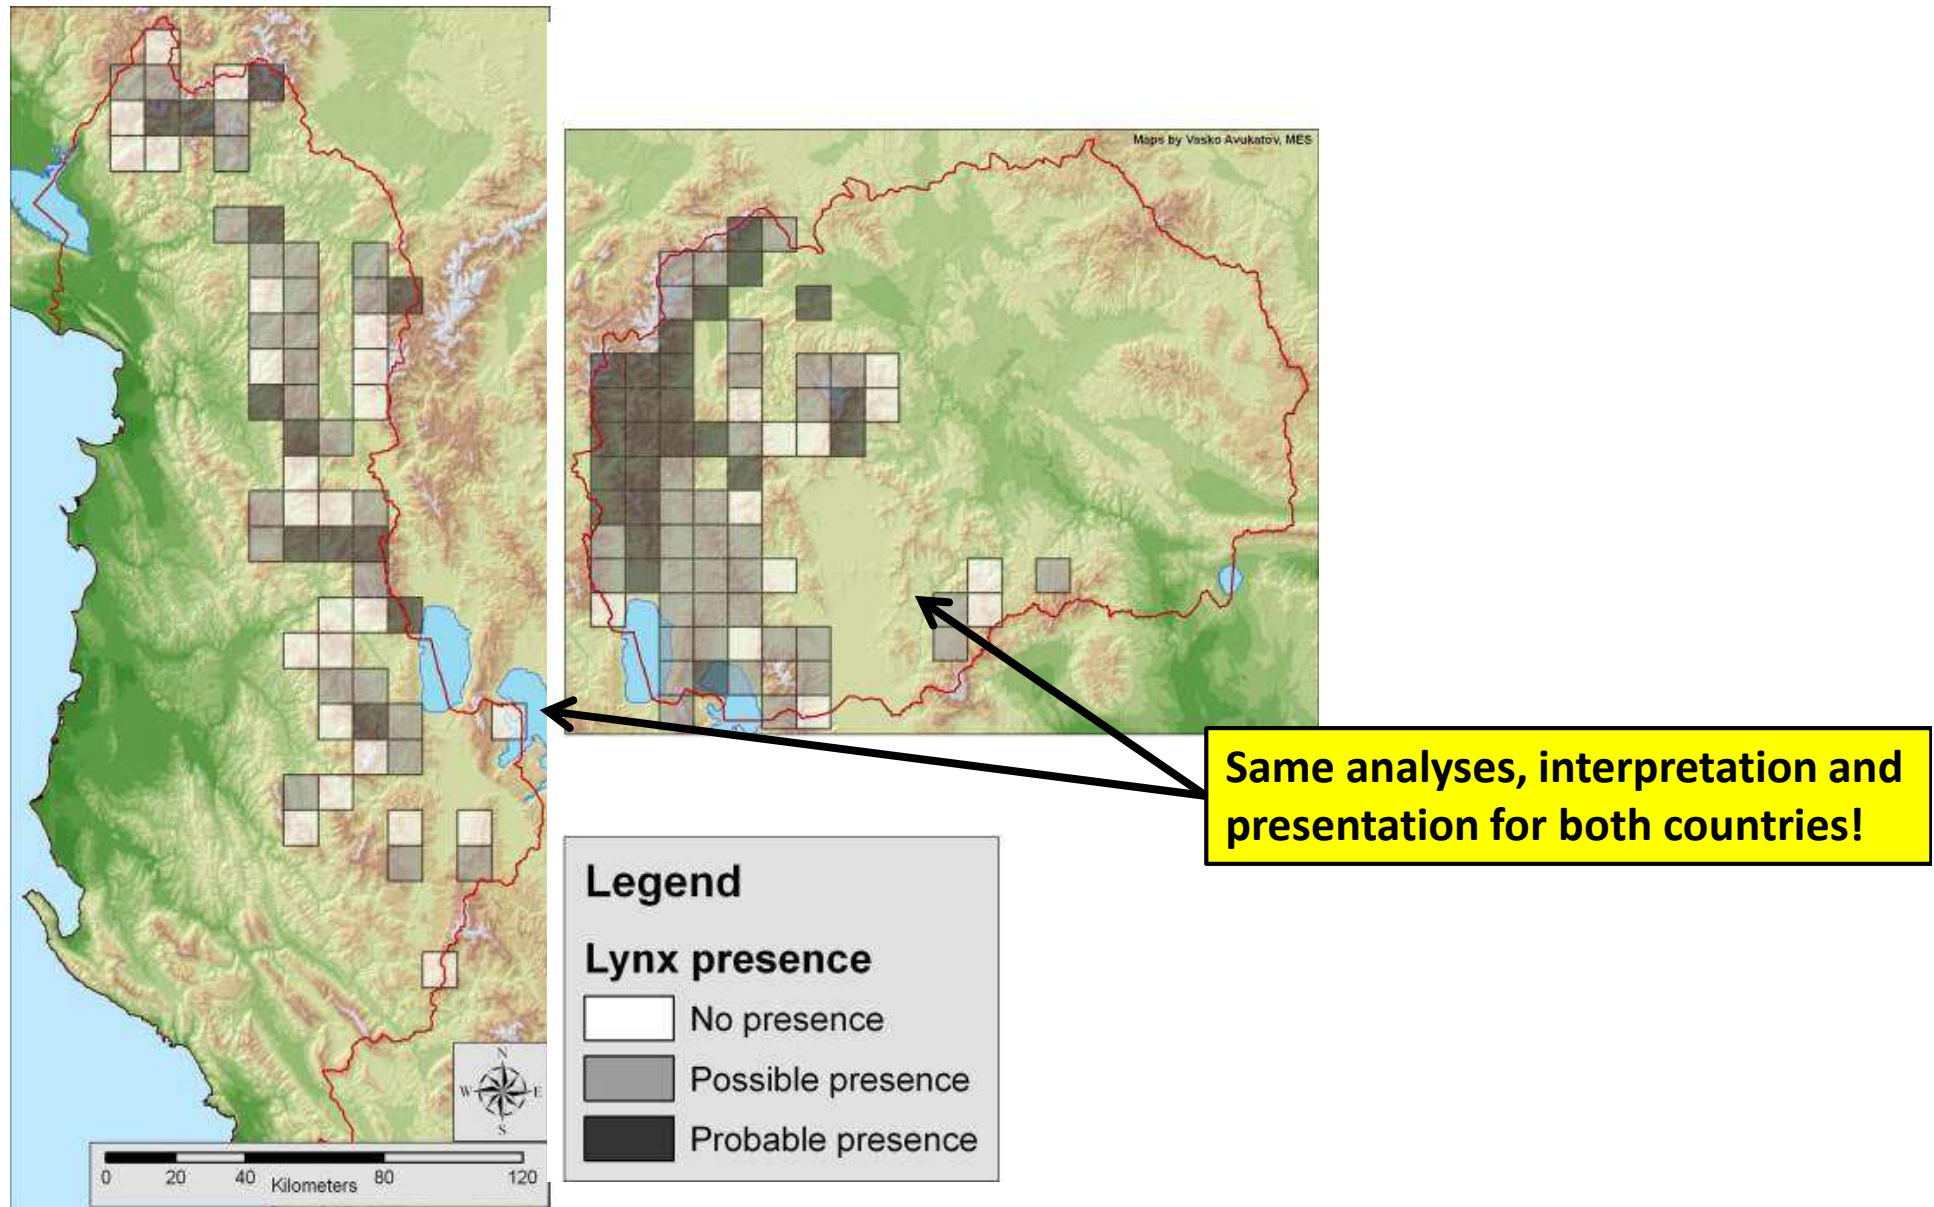 Maps by Vasko Avukatov, MES
Same analyses, interpretation and
presentation for both countries!
Legend
Lynx presence
No presence
Possible presence
Probable presence
N
W E
S
0 20 40 80 120
Kilometers